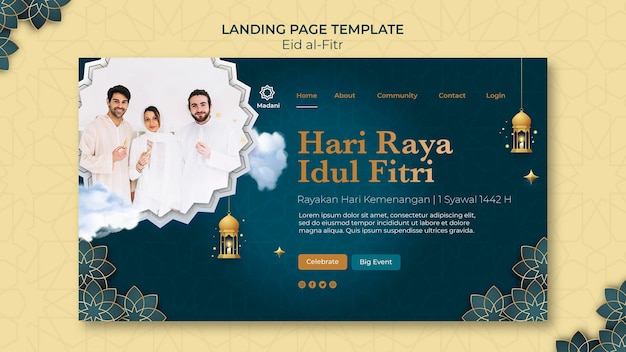 LANDING PAGE TEMPLATE
Eid al-Fitr
Madani
Home About Community Contact Login
Hari Raya
Idul Fitri
Rayakan Hari Kemenangan | 1 Syawal 1442 H
Lorem ipsum dolor sit amet, consectetur adipiscing elit, sed do eiusmod tempor incididunt ut labore et dolore magna aliqua. Quis ipsum suspendisse ultrices gravida.
Celebrate Big Event